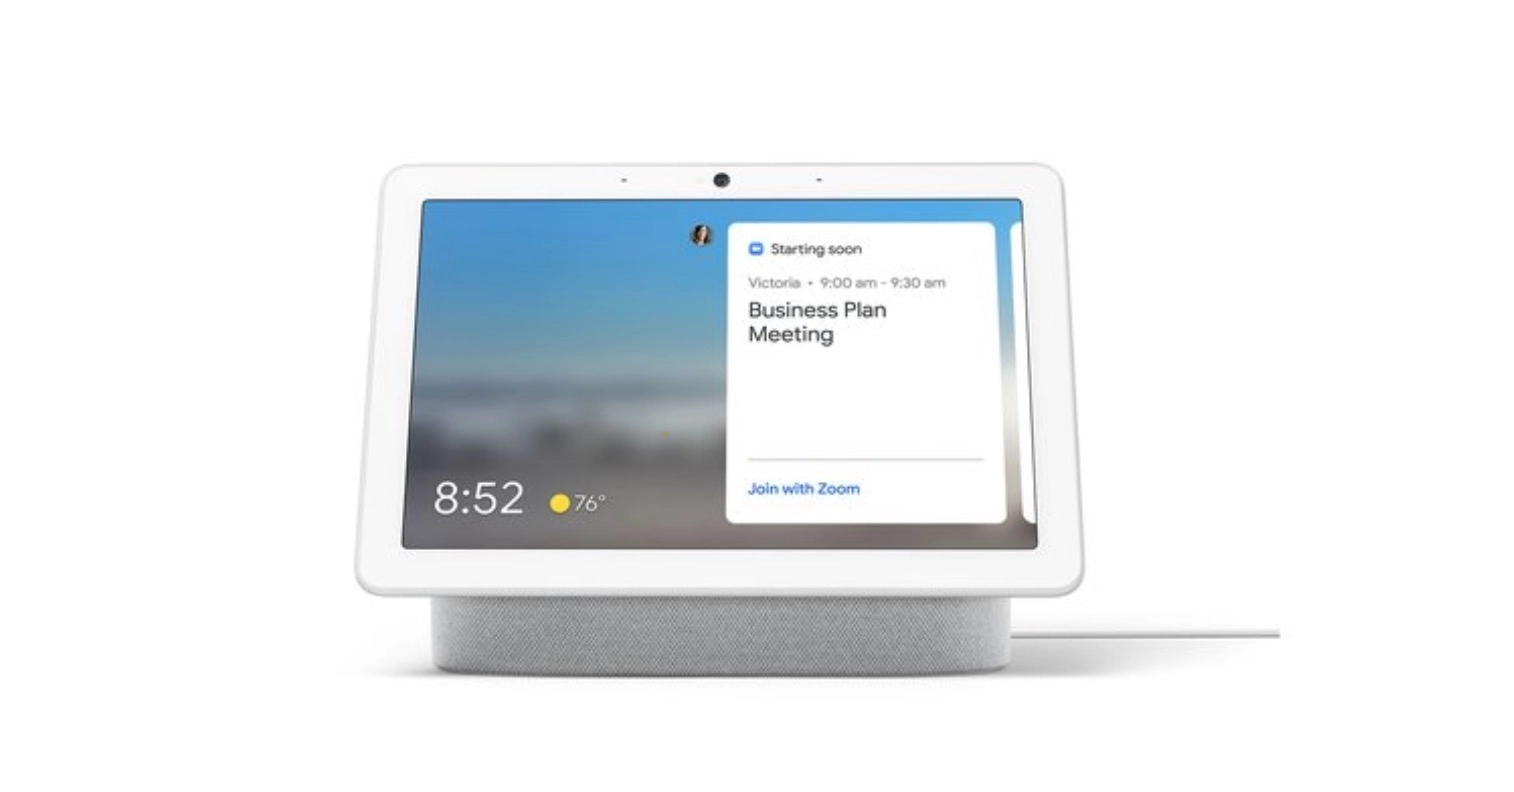 Starting soon
Victoria • 9:00 am - 9:30 am
Business Plan
Meeting
Join with Zoom
8:52 76°